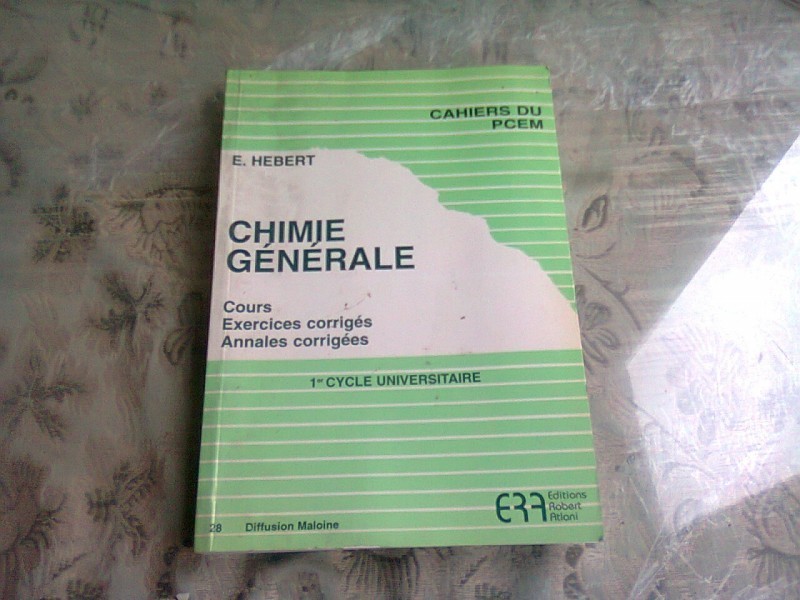 CAHIERS DU
PCEM
E. HEBERT
CHIMIE
GÉNÉRALE
Cours
Exercices corrigés
Annales corrigées
1er CYCLE UNIVERSITAIRE
ERA
Editions
Robert
Atlani
28 Diffusion Maloine